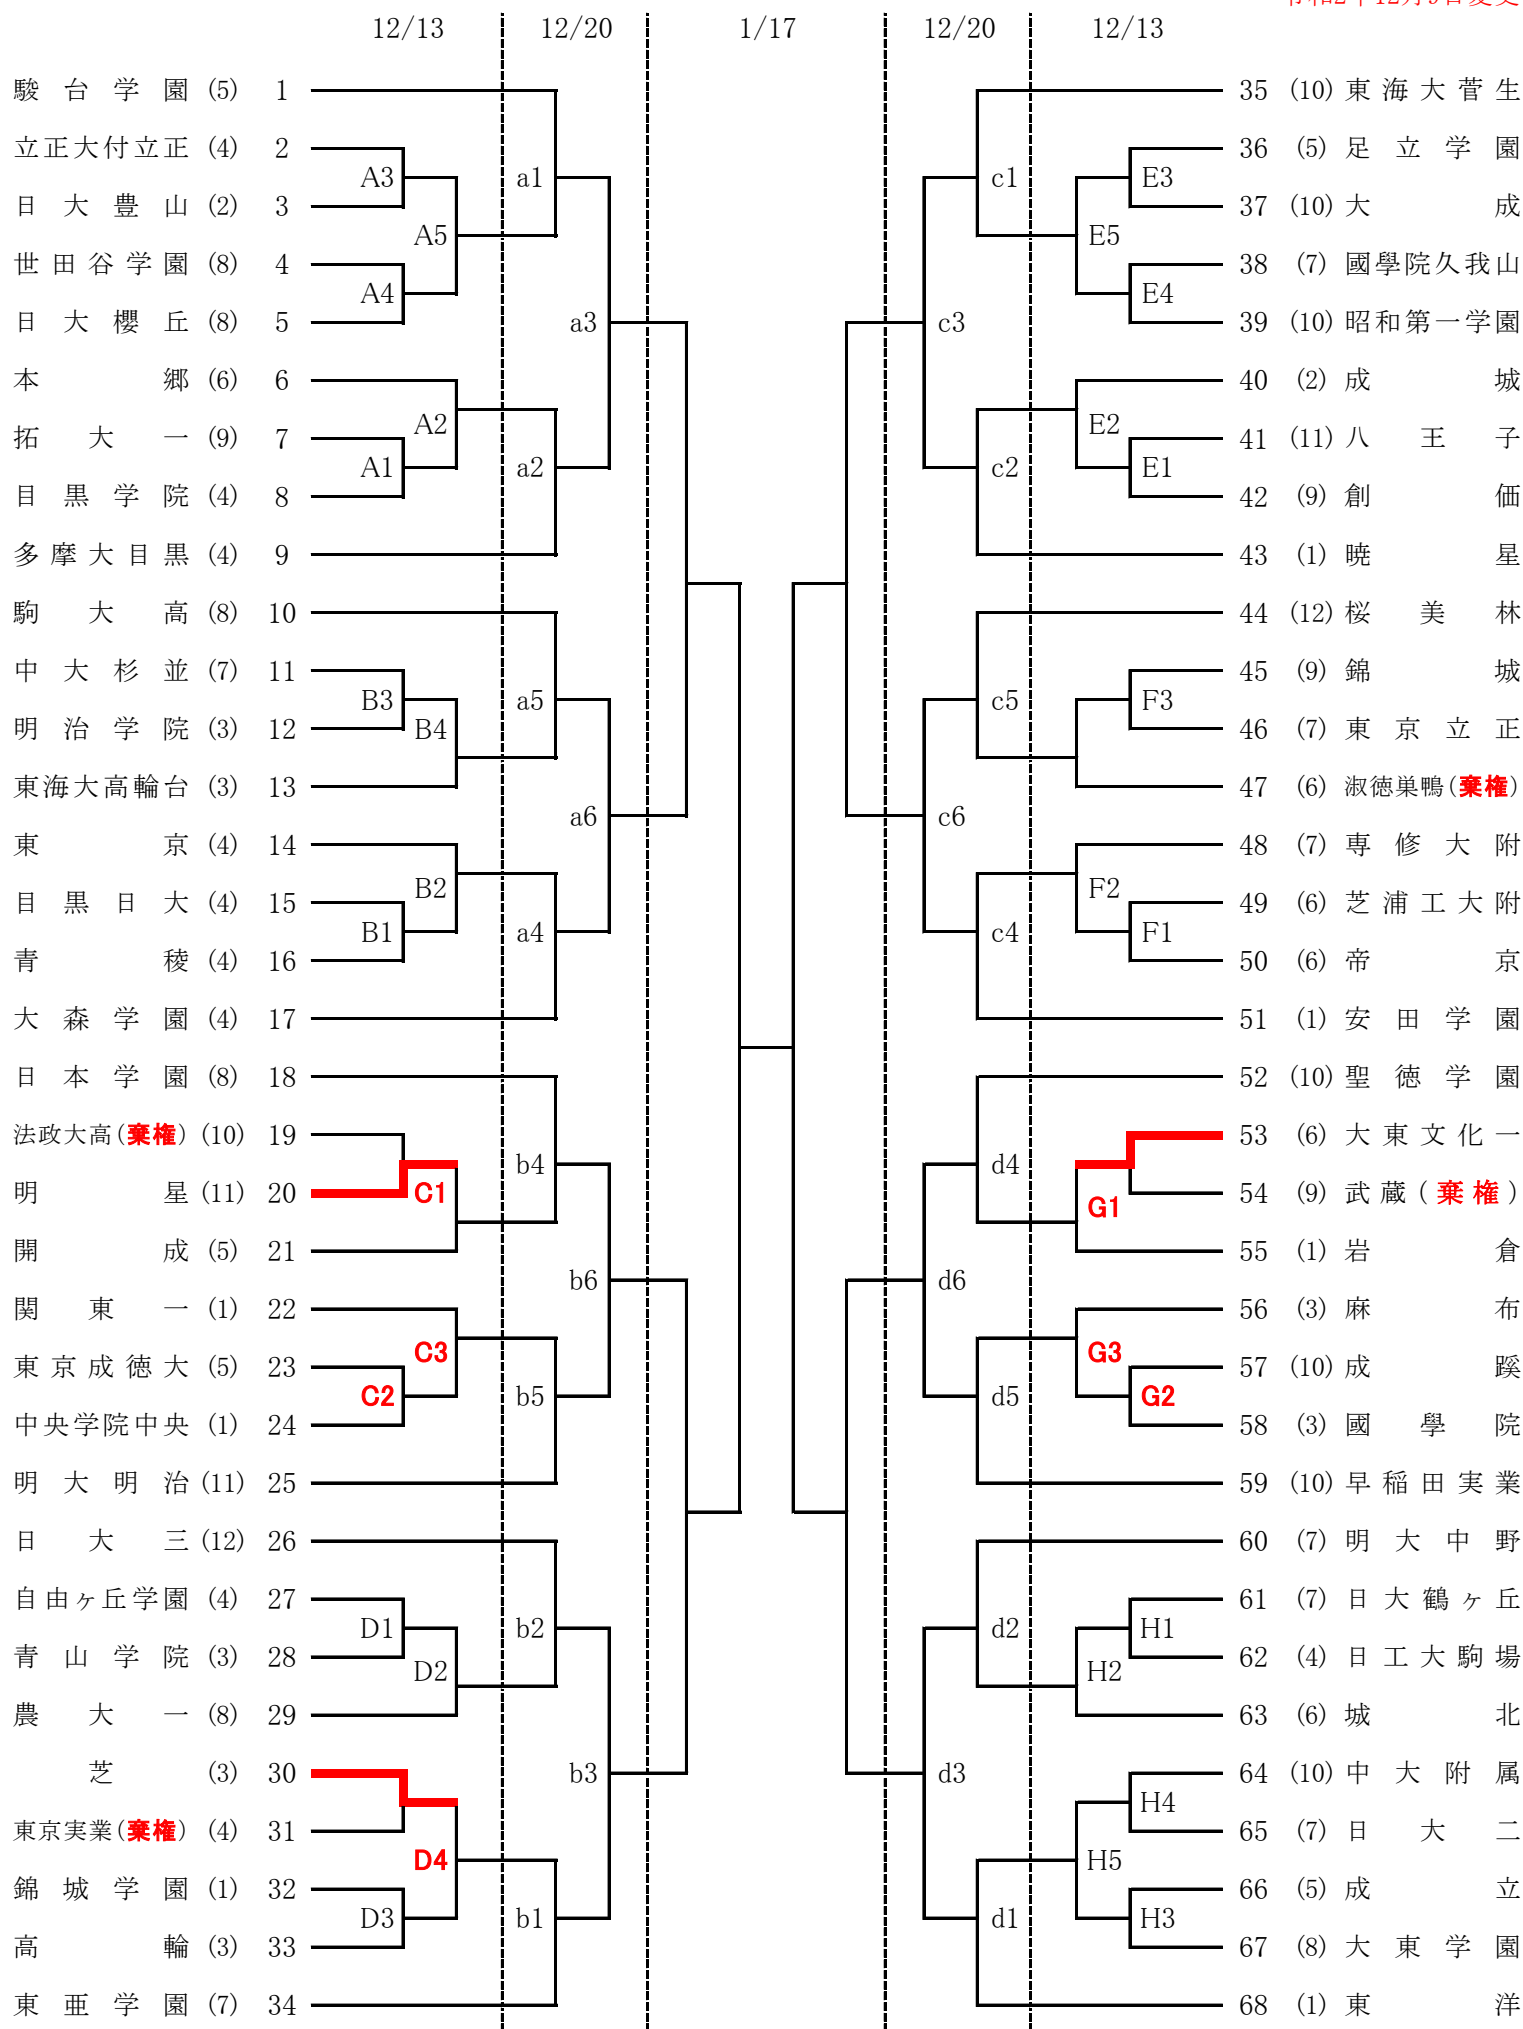 12/13 12/20 1/17 12/20 12/13
駿台学園 (5) 1
立正大付立正 (4) 2
日大豊山 (2) 3
世田谷学園 (8) 4
日大櫻丘 (8) 5
本郷 (6) 6
拓大一 (9) 7
目黒学院 (4) 8
多摩大目黒 (4) 9
駒大高 (8) 10
中大杉並 (7) 11
明治学院 (3) 12
東海大高輪台 (3) 13
東京 (4) 14
目黒日大 (4) 15
青稜 (4) 16
大森学園 (4) 17
日本学園 (8) 18
法政大高(棄権) (10) 19
明星 (11) 20
開成 (5) 21
関東一 (1) 22
東京成徳大 (5) 23
中央学院中央 (1) 24
明大明治 (11) 25
日大三 (12) 26
自由ヶ丘学園 (4) 27
青山学院 (3) 28
農大一 (8) 29
芝 (3) 30
東京実業(棄権) (4) 31
錦城学園 (1) 32
高輪 (3) 33
東亜学園 (7) 34
A3
A5
A4
A2
A1
B3
B4
B2
B1
C1
C3
C2
D1
D2
D4
D3
a1
a3
a2
a5
a6
a4
b4
b6
b5
b2
b3
b1
c1
c3
c2
c5
c6
c4
d4
d6
d5
d2
d3
d1
E3
E5
E4
E2
E1
F3
F2
F1
G1
G3
G2
H1
H2
H4
H5
H3
35 (10) 東海大菅生
36 (5) 足立学園
37 (10) 大成
38 (7) 國學院久我山
39 (10) 昭和第一学園
40 (2) 成城
41 (11) 八王子
42 (9) 創価
43 (1) 暁星
44 (12) 桜美林
45 (9) 錦城
46 (7) 東京立正
47 (6) 淑徳巣鴨(棄権)
48 (7) 専修大附
49 (6) 芝浦工大附
50 (6) 帝京
51 (1) 安田学園
52 (10) 聖徳学園
53 (6) 大東文化一
54 (9) 武蔵(棄権)
55 (1) 岩倉
56 (3) 麻布
57 (10) 成蹊
58 (3) 國學院
59 (10) 早稲田実業
60 (7) 明大中野
61 (7) 日大鶴ヶ丘
62 (4) 日工大駒場
63 (6) 城北
64 (10) 中大附属
65 (7) 日大二
66 (5) 成立
67 (8) 大東学園
68 (1) 東洋